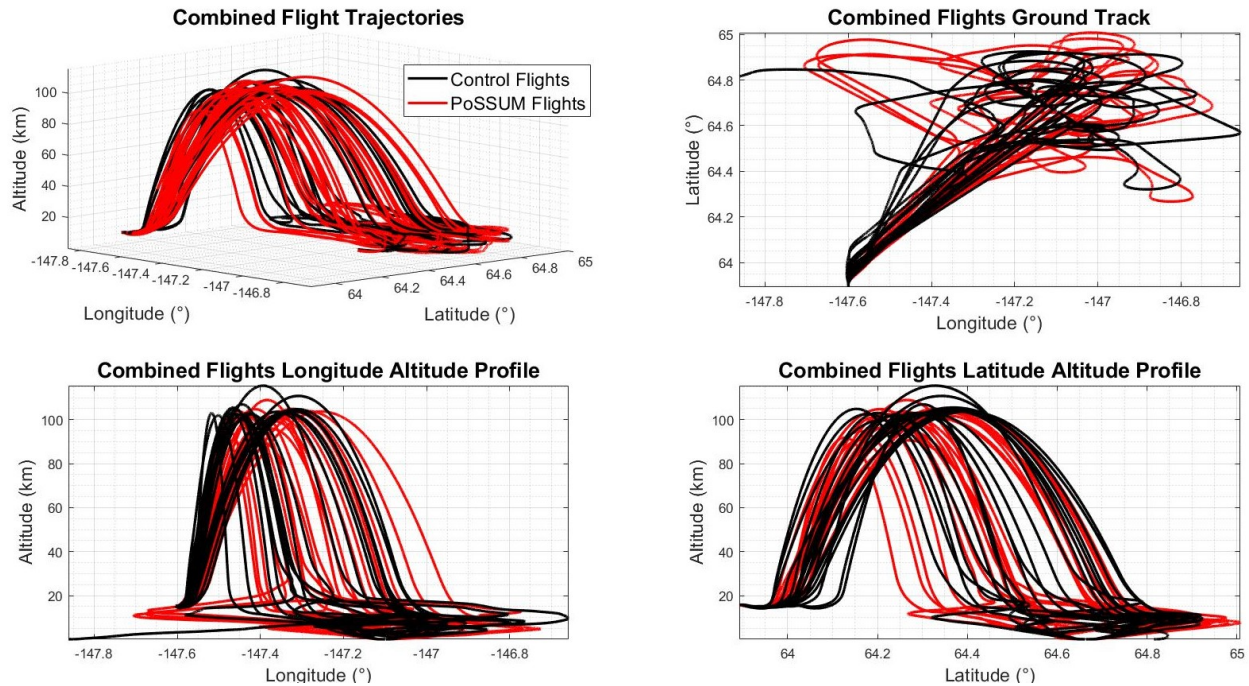 Combined Flight Trajectories
Control Flights
PoSSUM Flights
100
80
60
40
20
Altitude (km)
-147.8
-147.6
-147.4
-147.2
-147
-146.8
Longitude (°)
64
64.2
64.4
64.6
64.8
65
Latitude (°)
Combined Flights Ground Track
65
64.8
64.6
64.4
64.2
64
Latitude (°)
-147.8 -147.6 -147.4 -147.2 -147 -146.8
Longitude (°)
Combined Flights Longitude Altitude Profile
100
80
60
40
20
Altitude (km)
-147.8 -147.6 -147.4 -147.2 -147 -146.8
Longitude (°)
Combined Flights Latitude Altitude Profile
100
80
60
40
20
Altitude (km)
64 64.2 64.4 64.6 64.8 65
Latitude (°)